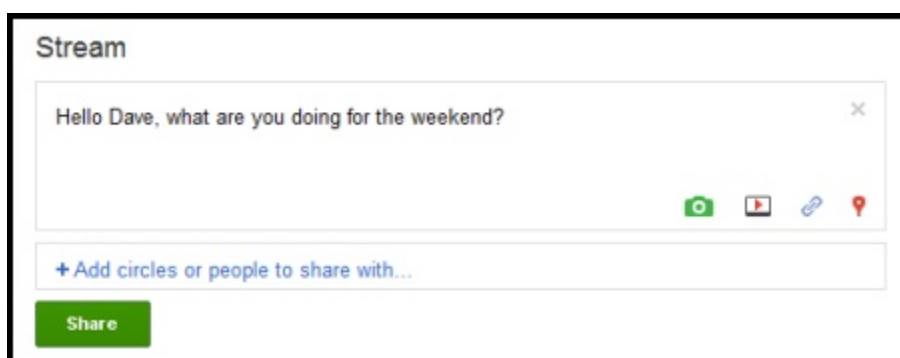 Stream
Hello Dave, what are you doing for the weekend?
+ Add circles or people to share with...
Share